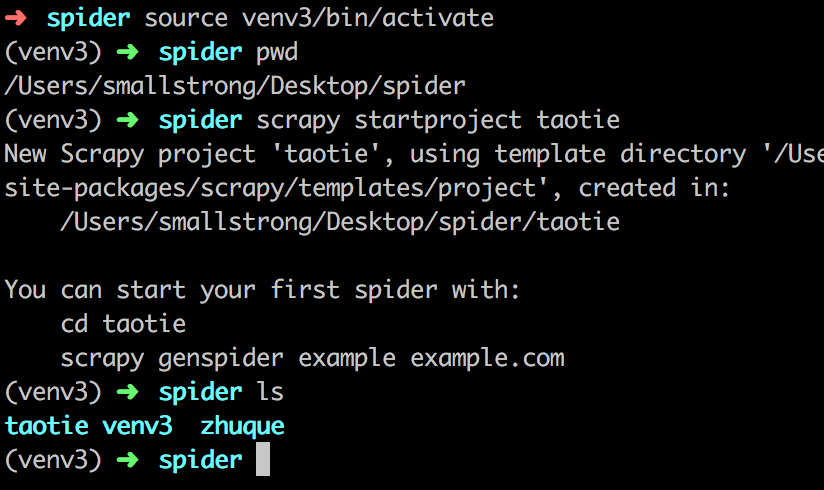 ➜ spider source venv3/bin/activate
(venv3) ➜ spider pwd
/Users/smallstrong/Desktop/spider
(venv3) ➜ spider scrapy startproject taotie
New Scrapy project 'taotie', using template directory '/Use
site-packages/scrapy/templates/project', created in:
    /Users/smallstrong/Desktop/spider/taotie

You can start your first spider with:
    cd taotie
    scrapy genspider example example.com
(venv3) ➜ spider ls
taotie venv3  zhuque
(venv3) ➜ spider